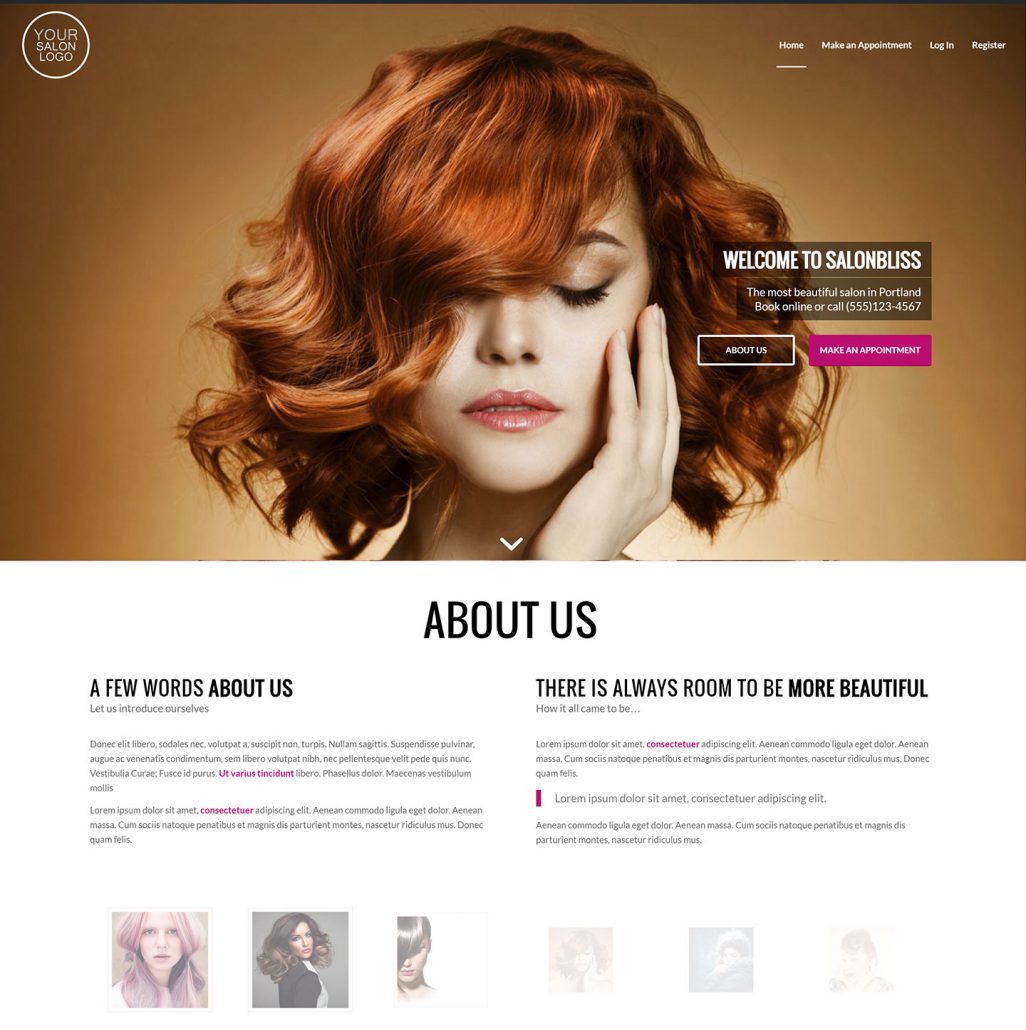 YOUR
SALON
LOGO
Home Make an Appointment Log In Register
WELCOME TO SALONBLISS
The most beautiful salon in Portland
Book online or call (555)123-4567
ABOUT US MAKE AN APPOINTMENT
ABOUT US
A FEW WORDS ABOUT US
Let us introduce ourselves
Donec elit libero, sodales nec, volutpat a, suscipit non, turpis. Nullam sagittis. Suspendisse pulvinar,
augue ac venenatis condimentum, sem libero volutpat nibh, nec pellentesque velit pede quis nunc.
Vestibulia Curae; Fusce id purus. Ut varius tincidunt libero. Phasellus dolor. Maecenas vestibulum
mollis
Lorem ipsum dolor sit amet, consectetuer adipiscing elit. Aenean commodo ligula eget dolor. Aenean
massa. Cum sociis natoque penatibus et magnis dis parturient montes, nascetur ridiculus mus. Donec
quam felis.
THERE IS ALWAYS ROOM TO BE MORE BEAUTIFUL
How it all came to be…
Lorem ipsum dolor sit amet, consectetuer adipiscing elit. Aenean commodo ligula eget dolor. Aenean
massa. Cum sociis natoque penatibus et magnis dis parturient montes, nascetur ridiculus mus. Donec
quam felis.
Lorem ipsum dolor sit amet, consectetuer adipiscing elit.
Aenean commodo ligula eget dolor. Aenean massa. Cum sociis natoque penatibus et magnis dis
parturient montes, nascetur ridiculus mus.